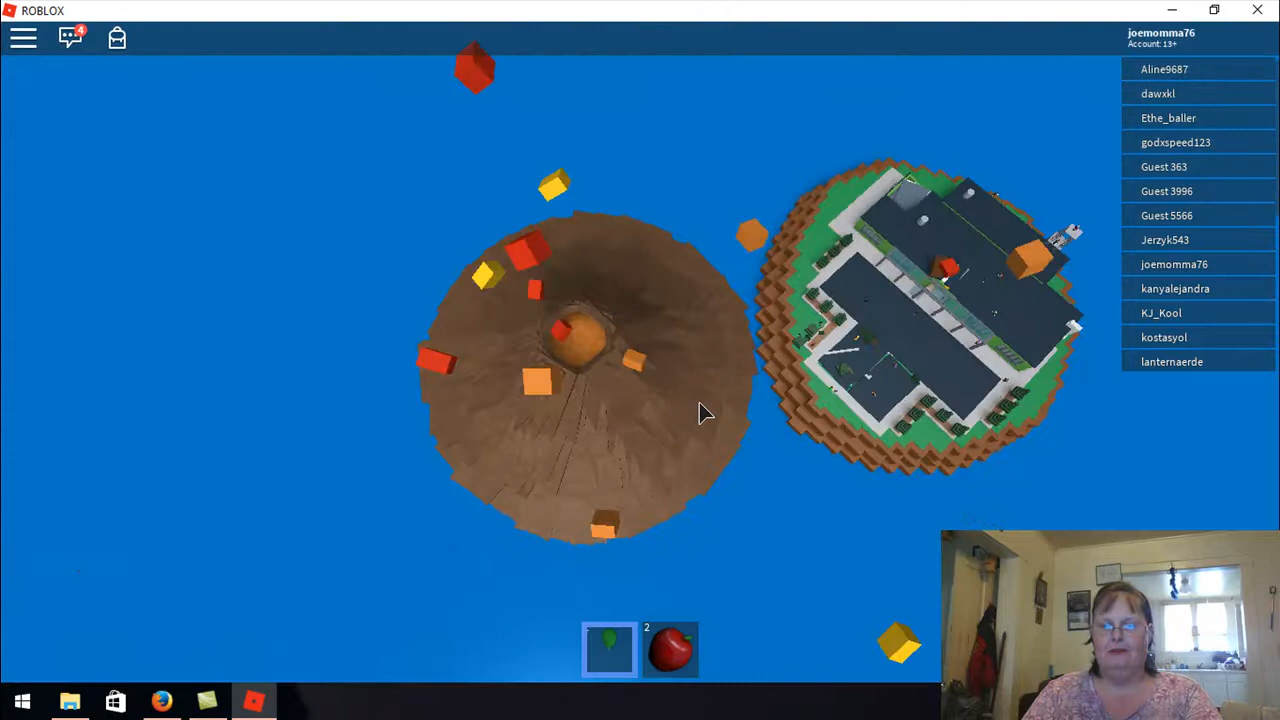 ROBLOX
4
joemomma76
Account: 13+
Aline9687
dawxkl
Ethe_baller
godxspeed123
Guest 363
Guest 3996
Guest 5566
Jerzyk543
joemomma76
kanyalejandra
KJ_Kool
kostasyol
lanternaerde
2